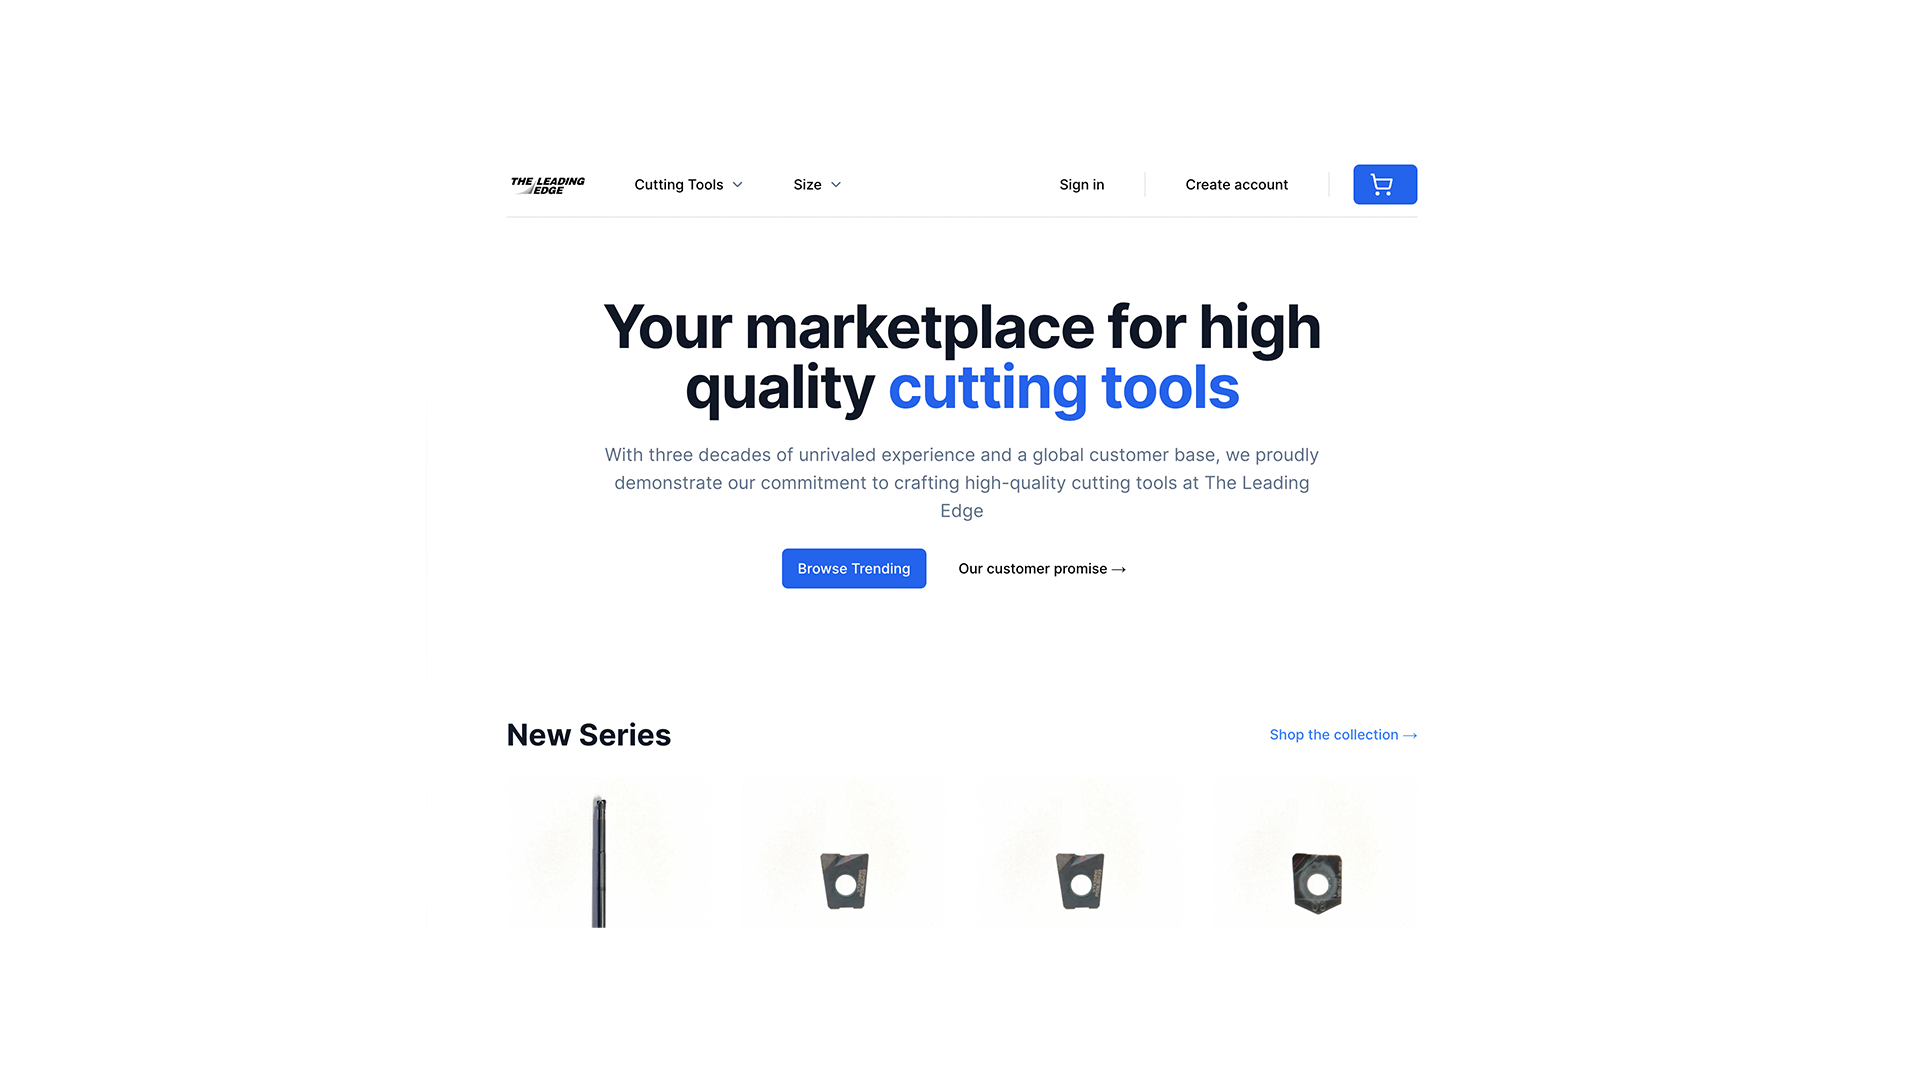 THE LEADING
EDGE
Cutting Tools
Size
Sign in
Create account
Your marketplace for high
quality cutting tools
With three decades of unrivaled experience and a global customer base, we proudly
demonstrate our commitment to crafting high-quality cutting tools at The Leading
Edge
Browse Trending
Our customer promise →
New Series
Shop the collection →